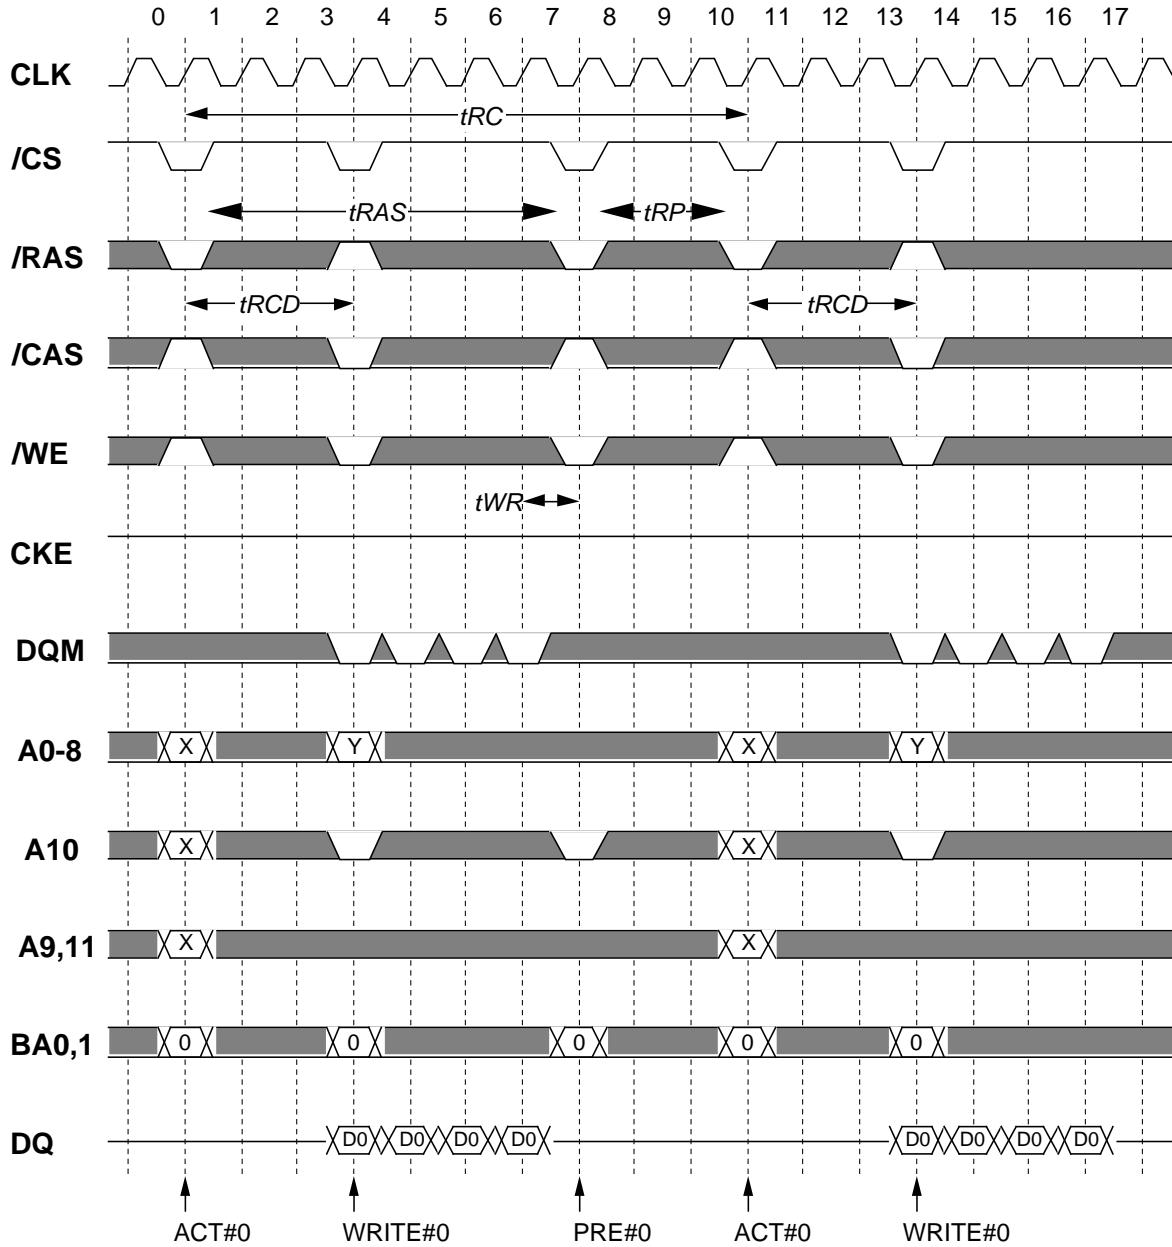 0 1 2 3 4 5 6 7 8 9 10 11 12 13 14 15 16 17
CLK
tRC
/CS
tRAS tRP
/RAS
tRCD tRCD
/CAS
/WE
tWR
CKE
DQM
A0-8 X Y X Y
A10 X X
A9,11 X X
BA0,1 0 0 0 0 0
DQ D0 D0 D0 D0 D0 D0 D0 D0
ACT#0 WRITE#0 PRE#0 ACT#0 WRITE#0